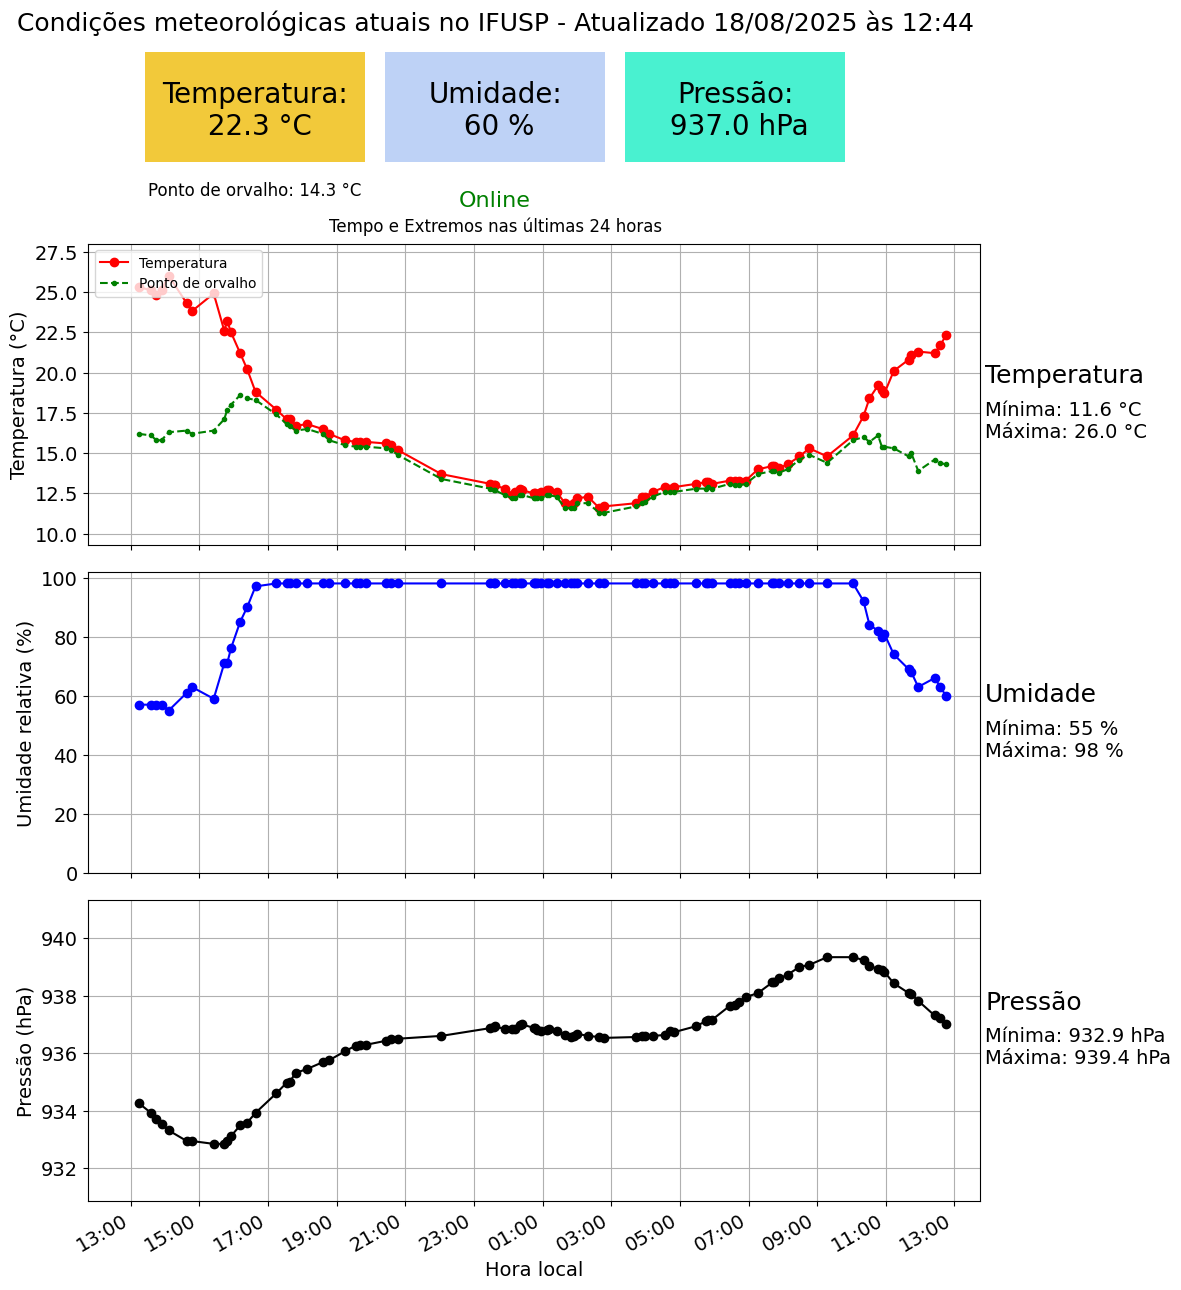 Condições meteorológicas atuais no IFUSP - Atualizado 18/08/2025 às 12:44
Temperatura:
22.3 °C
Umidade:
60 %
Pressão:
937.0 hPa
Ponto de orvalho: 14.3 °C
Online
Tempo e Extremos nas últimas 24 horas
Temperatura
Ponto de orvalho
Temperatura (°C)
27.5
25.0
22.5
20.0
17.5
15.0
12.5
10.0
Temperatura
Mínima: 11.6 °C
Máxima: 26.0 °C
Umidade relativa (%)
100
80
60
40
20
0
Umidade
Mínima: 55 %
Máxima: 98 %
Pressão (hPa)
940
938
936
934
932
Pressão
Mínima: 932.9 hPa
Máxima: 939.4 hPa
13:00
15:00
17:00
19:00
21:00
23:00
01:00
03:00
05:00
07:00
09:00
11:00
13:00
Hora local